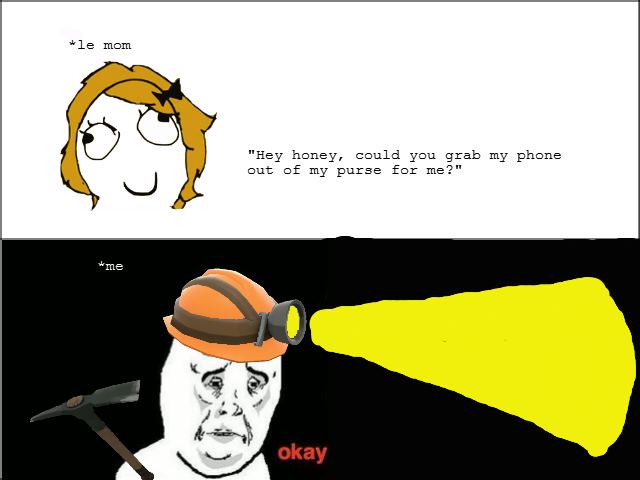 *le mom
"Hey honey, could you grab my phone
out of my purse for me?"
*me
okay